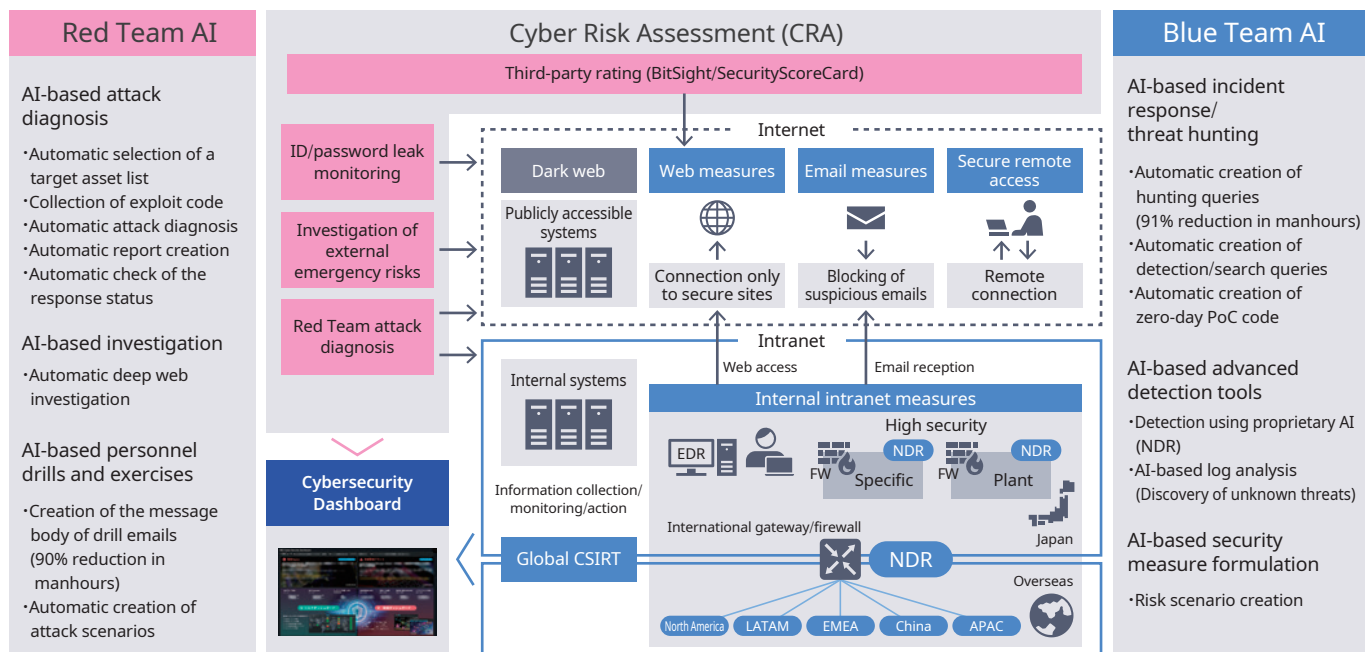 Red Team AI
AI-based attack
diagnosis
・Automatic selection of a
target asset list
・Collection of exploit code
・Automatic attack diagnosis
・Automatic report creation
・Automatic check of the
response status
AI-based investigation
・Automatic deep web
investigation
AI-based personnel
drills and exercises
・Creation of the message
body of drill emails
(90% reduction in
manhours)
・Automatic creation of
attack scenarios
Cyber Risk Assessment (CRA)
Third-party rating (BitSight/SecurityScoreCard)
ID/password leak
monitoring
Investigation of
external
emergency risks
Red Team attack
diagnosis
Cybersecurity
Dashboard
Internet
Dark web
Web measures
Email measures
Secure remote
access
Publicly accessible
systems
Connection only
to secure sites
Blocking of
suspicious emails
Remote
connection
Intranet
Web access
Email reception
Internal systems
Information collection/
monitoring/action
Global CSIRT
Internal intranet measures
High security
EDR
FW
NDR
Specific
FW
NDR
Plant
Japan
International gateway/firewall
NDR
Overseas
North America
LATAM
EMEA
China
APAC
Blue Team AI
AI-based incident
response/
threat hunting
・Automatic creation of
hunting queries
(91% reduction in manhours)
・Automatic creation of
detection/search queries
・Automatic creation of
zero-day PoC code
AI-based advanced
detection tools
・Detection using proprietary AI
(NDR)
・AI-based log analysis
(Discovery of unknown threats)
AI-based security
measure formulation
・Risk scenario creation